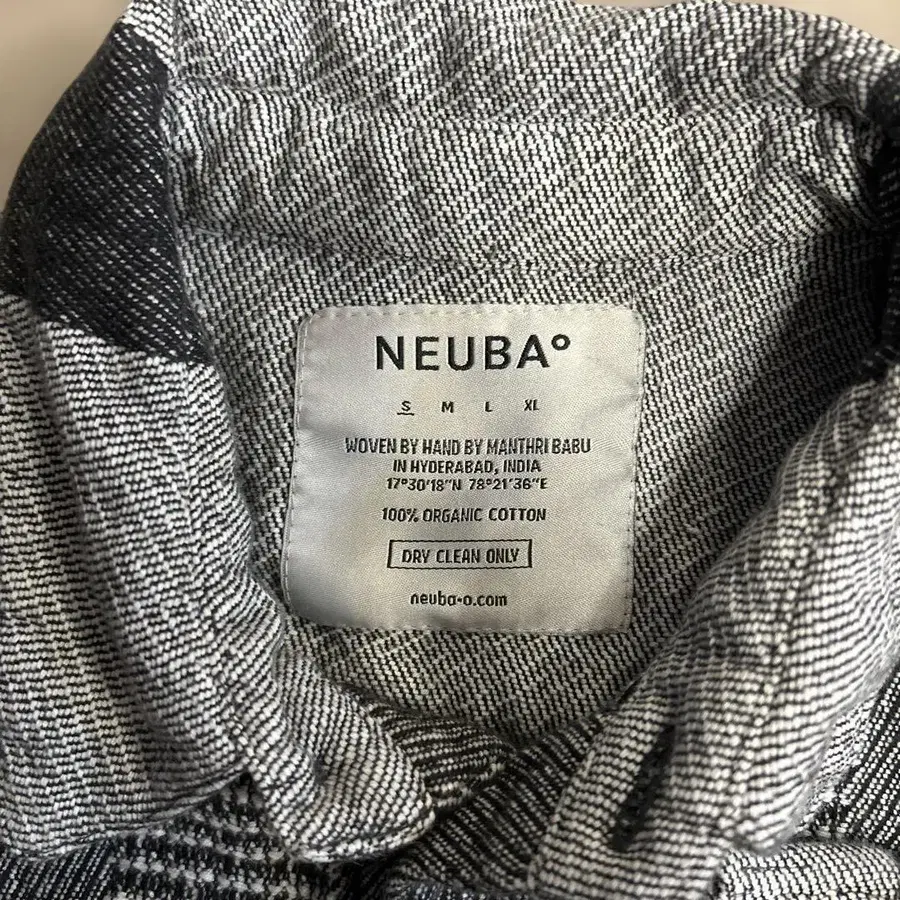 NEUBA°
S M L XL
WOVEN BY HAND BY MANTHRI BABU
IN HYDERABAD, INDIA
17°30'18"N 78°21'36"E
100% ORGANIC COTTON
DRY CLEAN ONLY
neuba-o.com